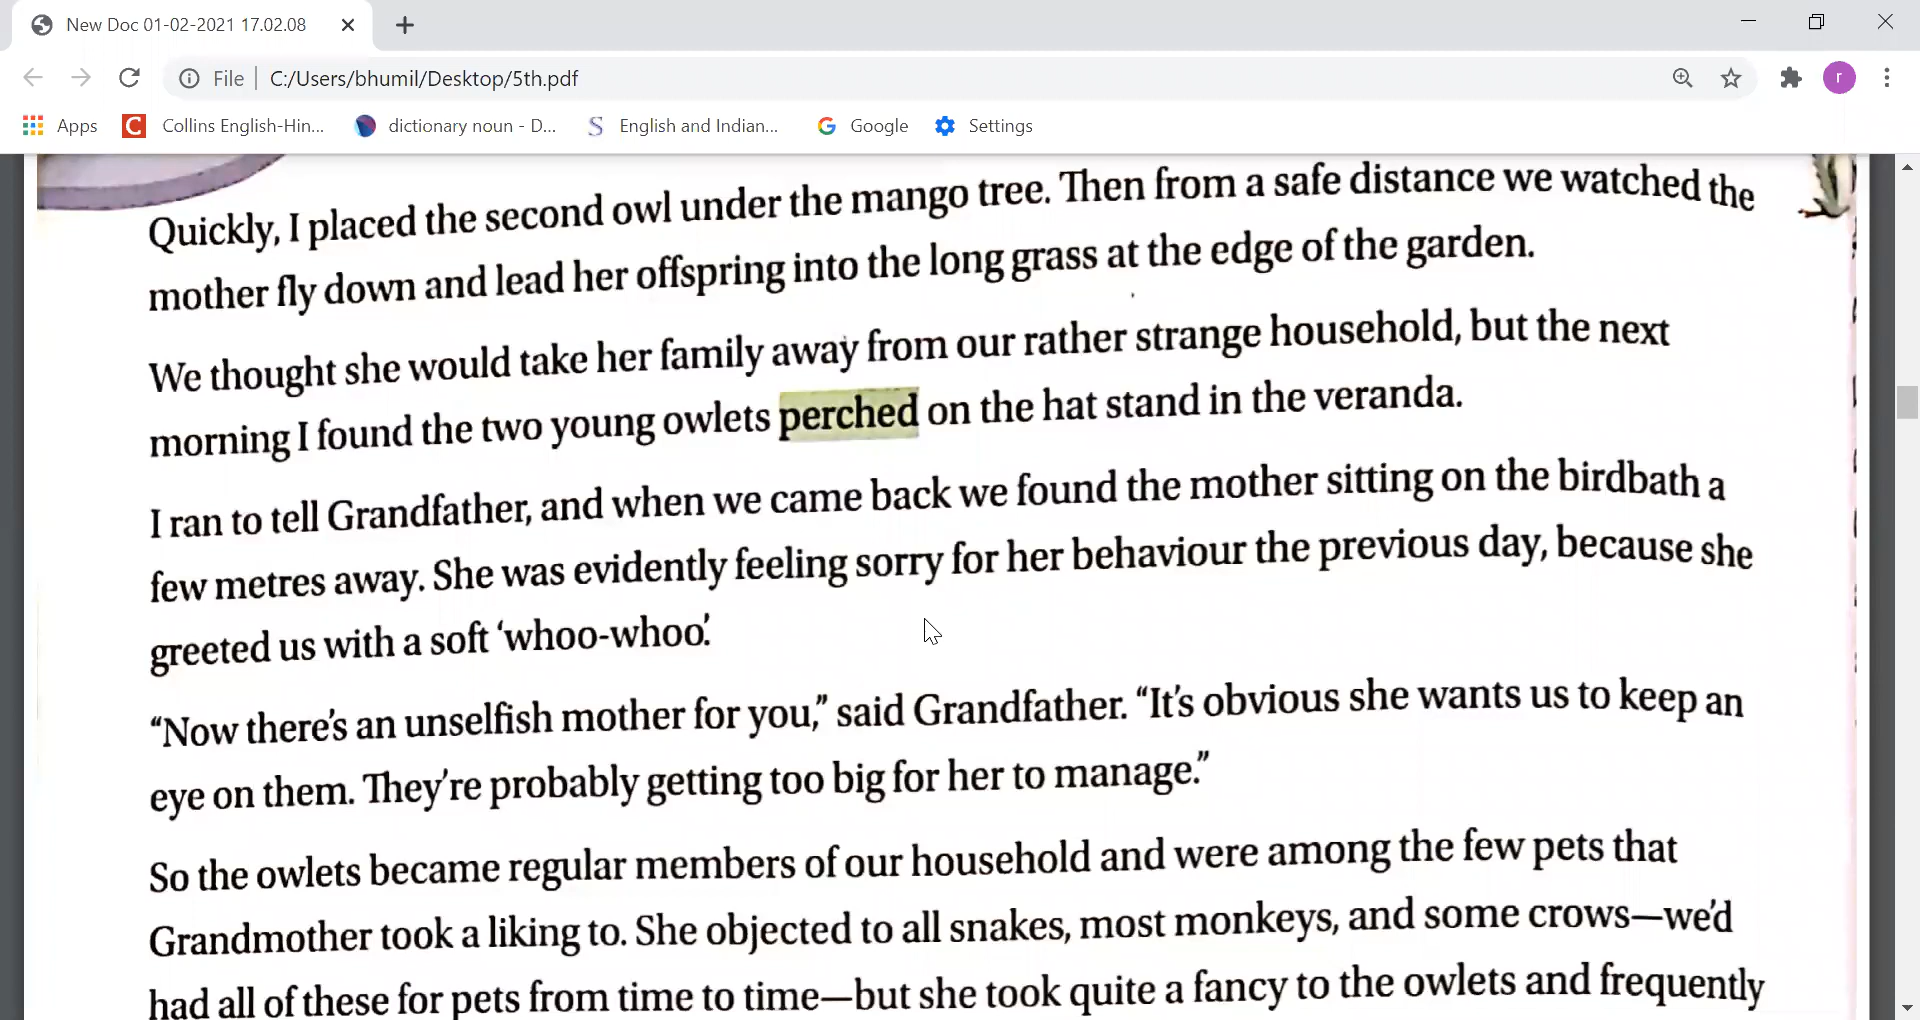 New Doc 01-02-2021 17.02.08
File C:/Users/bhumil/Desktop/5th.pdf
r
Apps Collins English-Hin... dictionary noun - D... English and Indian... Google Settings
Quickly, I placed the second owl under the mango tree. Then from a safe distance we watched the
mother fly down and lead her offspring into the long grass at the edge of the garden.
We thought she would take her family away from our rather strange household, but the next
morning I found the two young owlets perched on the hat stand in the veranda.
I ran to tell Grandfather, and when we came back we found the mother sitting on the birdbath a
few metres away. She was evidently feeling sorry for her behaviour the previous day, because she
greeted us with a soft ‘whoo-whoo’.
“Now there’s an unselfish mother for you,” said Grandfather. “It’s obvious she wants us to keep an
eye on them. They’re probably getting too big for her to manage.”
So the owlets became regular members of our household and were among the few pets that
Grandmother took a liking to. She objected to all snakes, most monkeys, and some crows—we’d
had all of these for pets from time to time—but she took quite a fancy to the owlets and frequently